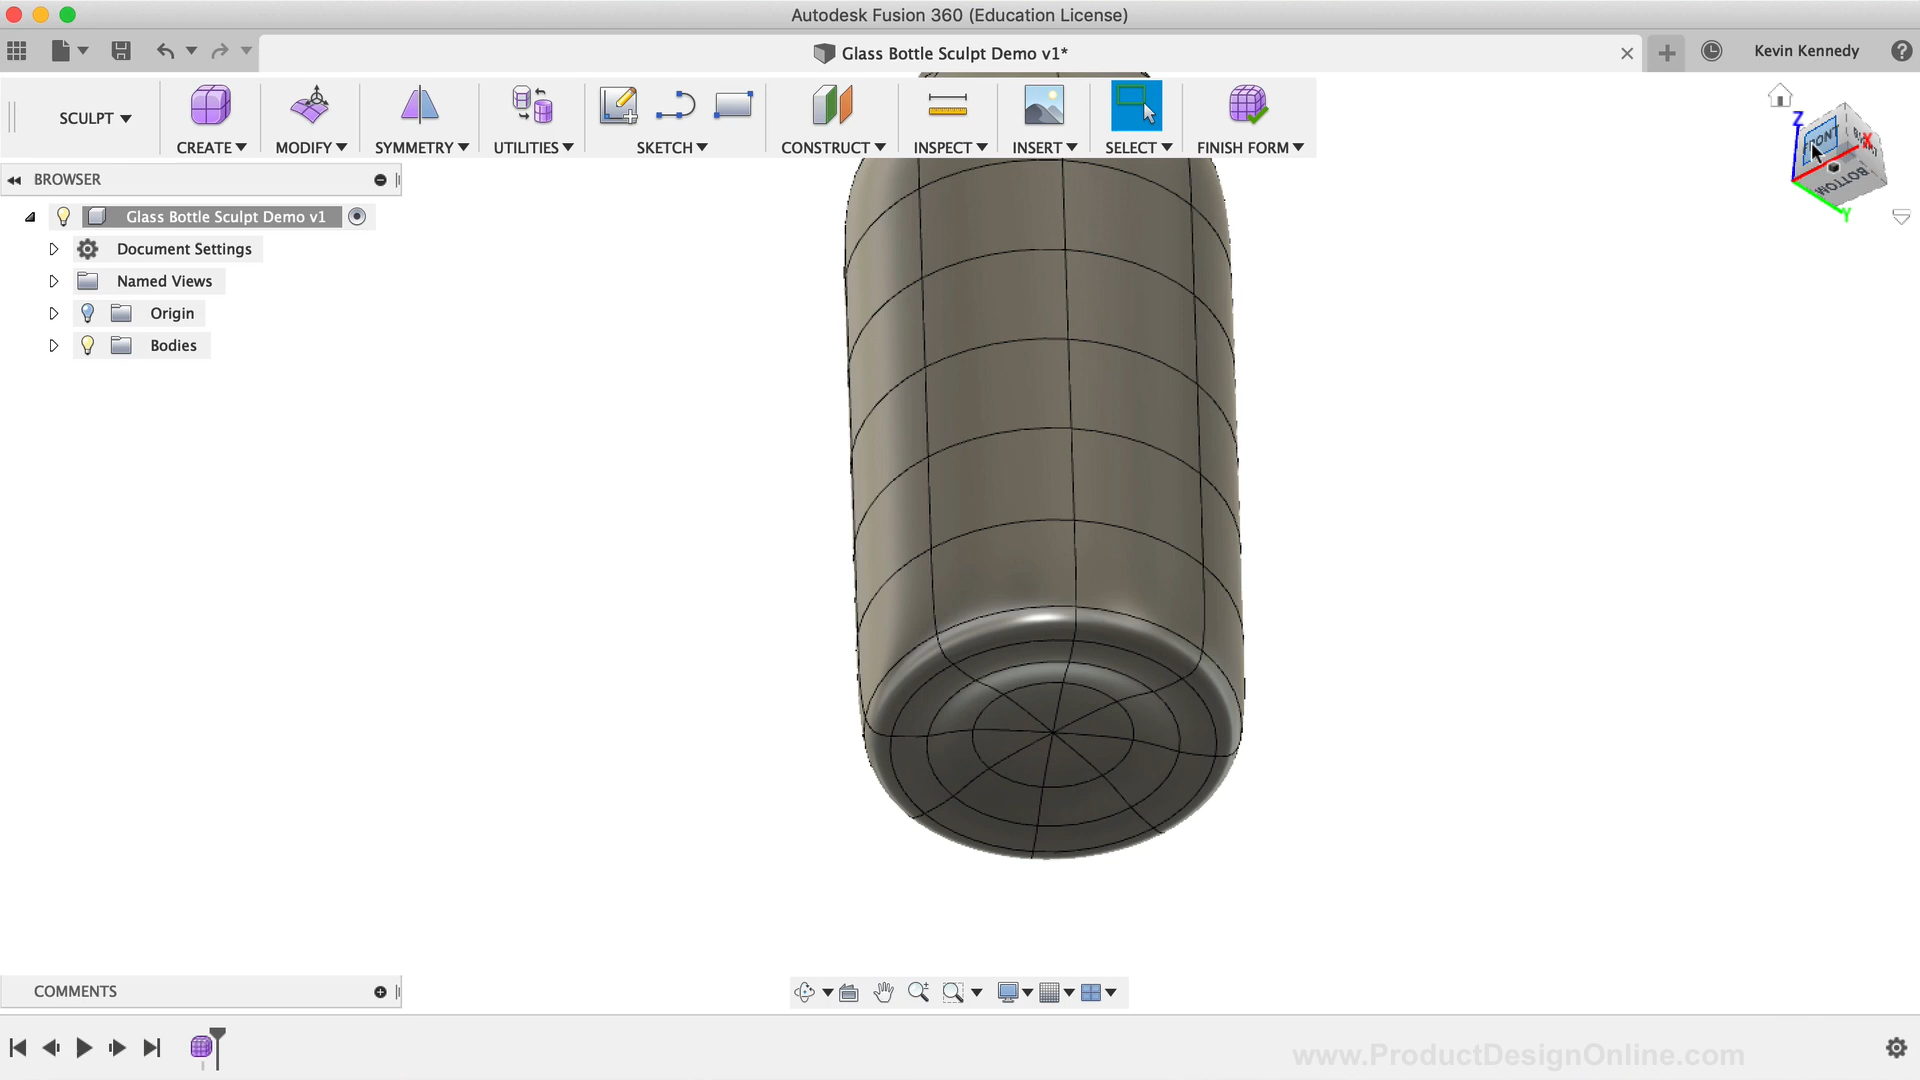 Autodesk Fusion 360 (Education License)
Glass Bottle Sculpt Demo v1*
Kevin Kennedy
SCULPT
CREATE
MODIFY
SYMMETRY
UTILITIES
SKETCH
CONSTRUCT
INSPECT
INSERT
SELECT
FINISH FORM
Z
FRONT
X
BOTTOM
Y
BROWSER
Glass Bottle Sculpt Demo v1
Document Settings
Named Views
Origin
Bodies
COMMENTS
www.ProductDesignOnline.com